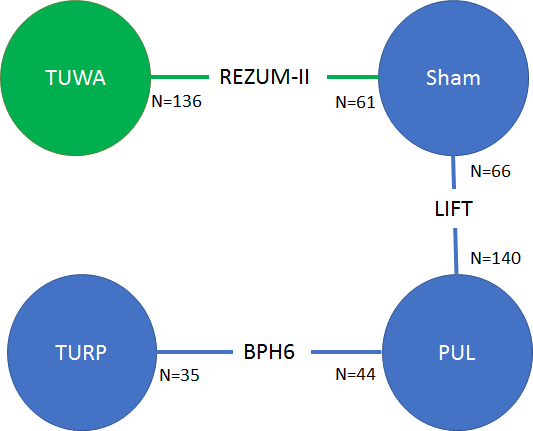 TUWA
REZUM-II
Sham
N=136
N=61
N=66
LIFT
N=140
TURP
BPH6
PUL
N=35
N=44